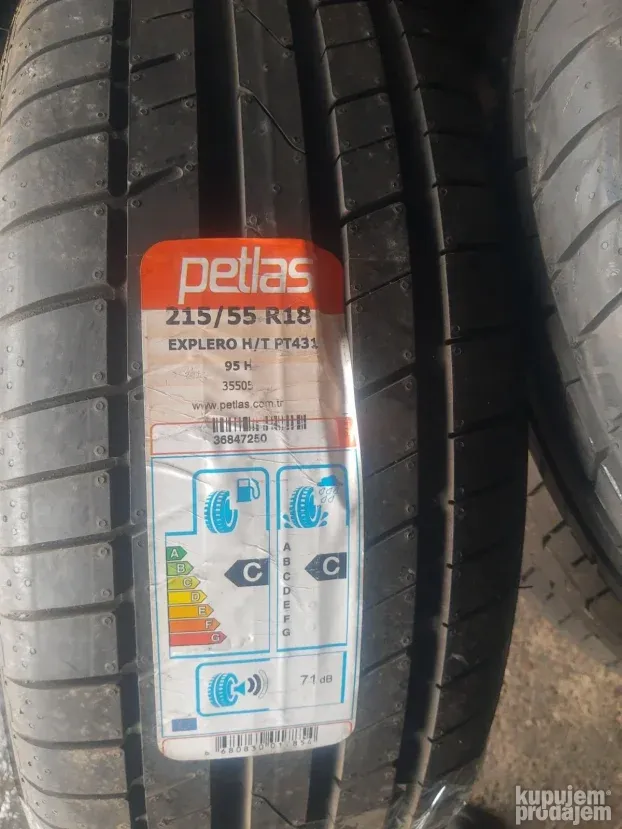 petlas
215/55 R18
EXPLERO H/T PT431
95 H
35505
www.petlas.com.tr
36847250
A
B
C
D
E
F
G
C
A
B
C
D
E
F
G
C
71 dB
kupujem
prodajem